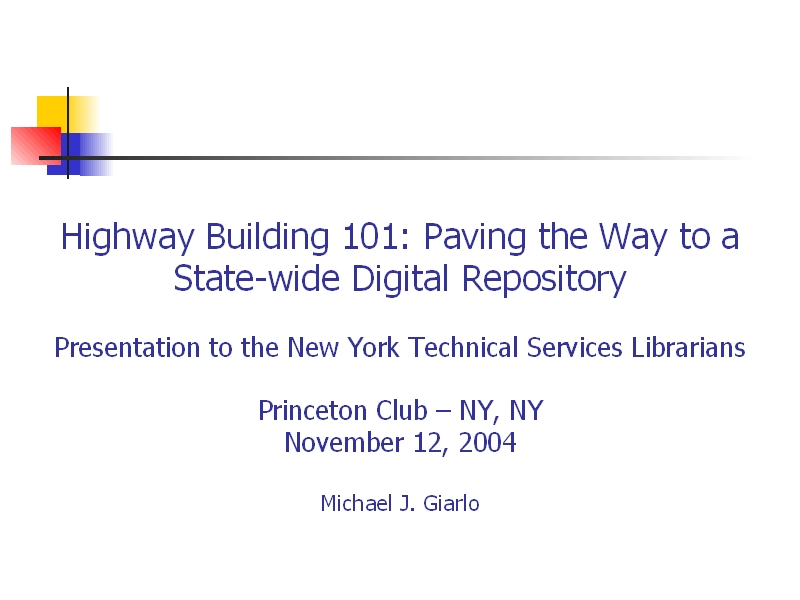 Highway Building 101: Paving the Way to a
State-wide Digital Repository
Presentation to the New York Technical Services Librarians
Princeton Club – NY, NY
November 12, 2004
Michael J. Giarlo